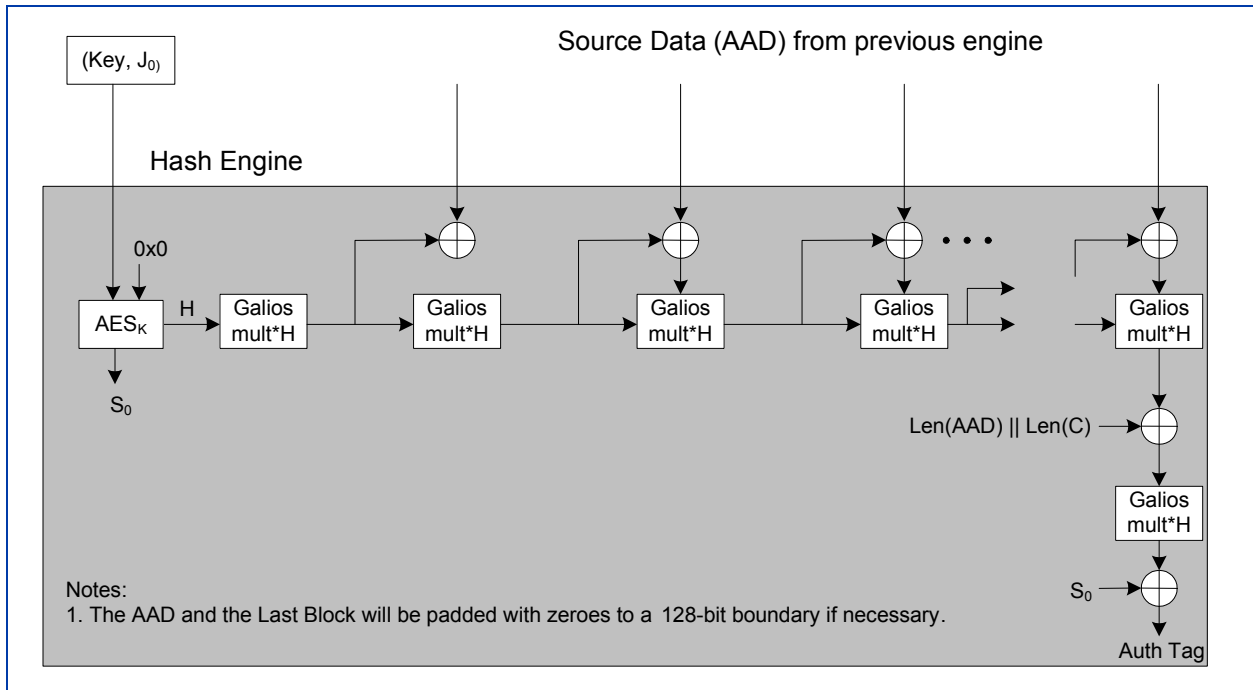 Source Data (AAD) from previous engine
(Key, J₀)
Hash Engine
0x0
AESₖ
H
Galios
mult*H
Galios
mult*H
Galios
mult*H
Galios
mult*H
• • •
Galios
mult*H
S₀
Len(AAD) || Len(C)
Galios
mult*H
S₀
Auth Tag
Notes:
1. The AAD and the Last Block will be padded with zeroes to a 128-bit boundary if necessary.